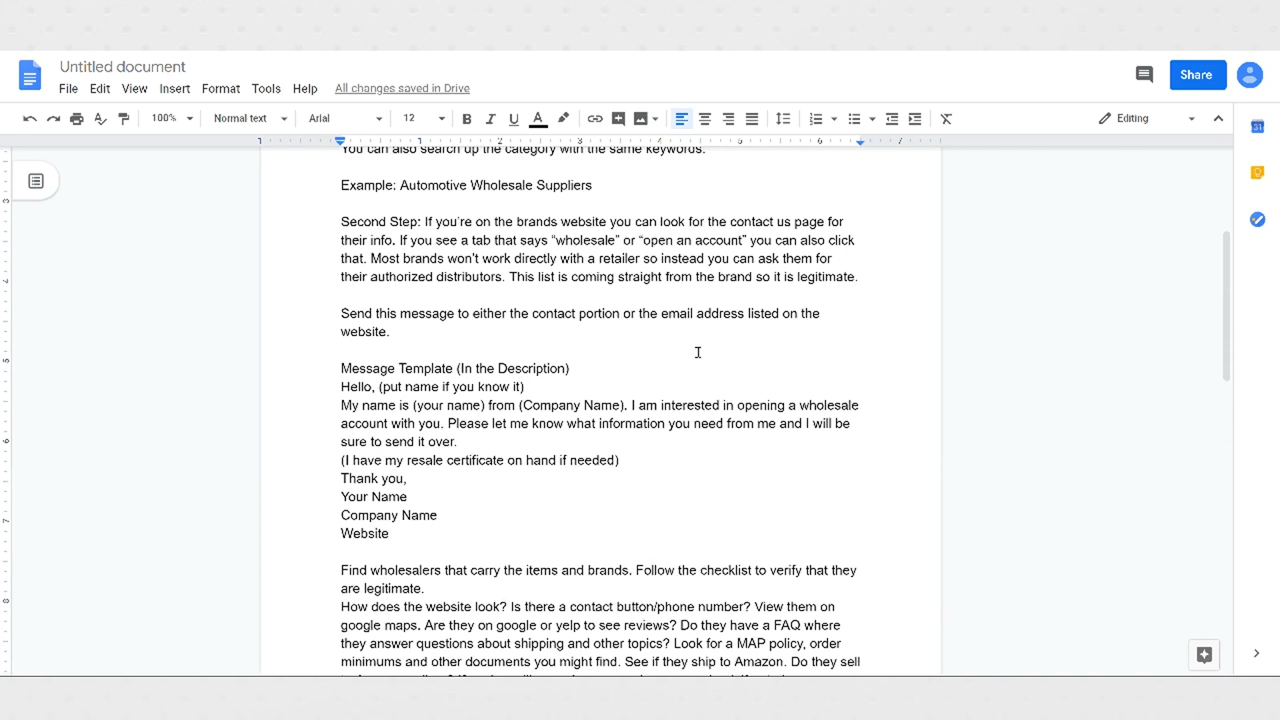 Untitled document
File Edit View Insert Format Tools Help All changes saved in Drive
Share
100% Normal text Arial 12 B I U A Editing
1 1 2 3 4 5 6 7
You can also search up the category with the same keywords.
Example: Automotive Wholesale Suppliers
Second Step: If you're on the brands website you can look for the contact us page for
their info. If you see a tab that says “wholesale” or “open an account” you can also click
that. Most brands won't work directly with a retailer so instead you can ask them for
their authorized distributors. This list is coming straight from the brand so it is legitimate.
Send this message to either the contact portion or the email address listed on the
website.
Message Template (In the Description)
Hello, (put name if you know it)
My name is (your name) from (Company Name). I am interested in opening a wholesale
account with you. Please let me know what information you need from me and I will be
sure to send it over.
(I have my resale certificate on hand if needed)
Thank you,
Your Name
Company Name
Website
Find wholesalers that carry the items and brands. Follow the checklist to verify that they
are legitimate.
How does the website look? Is there a contact button/phone number? View them on
google maps. Are they on google or yelp to see reviews? Do they have a FAQ where
they answer questions about shipping and other topics? Look for a MAP policy, order
minimums and other documents you might find. See if they ship to Amazon. Do they sell